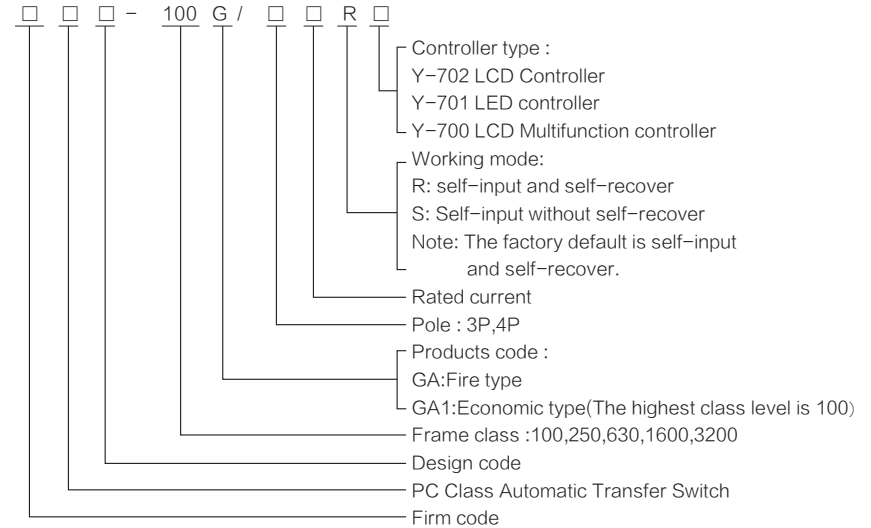 □ □ □ - 100 G / □ □ R □
Controller type :
Y-702 LCD Controller
Y-701 LED controller
Y-700 LCD Multifunction controller
Working mode:
R: self-input and self-recover
S: Self-input without self-recover
Note: The factory default is self-input
and self-recover.
Rated current
Pole : 3P,4P
Products code :
GA:Fire type
GA1:Economic type(The highest class level is 100)
Frame class :100,250,630,1600,3200
Design code
PC Class Automatic Transfer Switch
Firm code